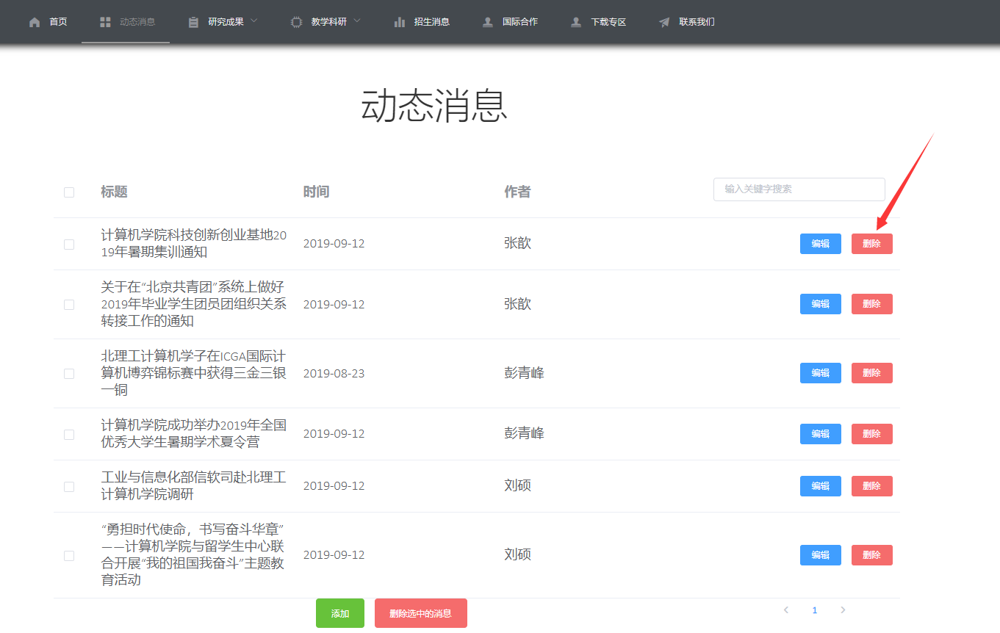 首页
动态消息
研究成果
教学科研
招生消息
国际合作
下载专区
联系我们
动态消息
标题
时间
作者
输入关键字搜索
计算机学院科技创新创业基地20
19年暑期集训通知
2019-09-12
张歆
编辑
删除
关于在“北京共青团”系统上做好
2019年毕业学生团员团组织关系
转接工作的通知
2019-09-12
张歆
编辑
删除
北理工计算机学子在ICGA国际计
算机博弈锦标赛中获得三金三银
一铜
2019-08-23
彭青峰
编辑
删除
计算机学院成功举办2019年全国
优秀大学生暑期学术夏令营
2019-09-12
彭青峰
编辑
删除
工业与信息化部信软司赴北理工
计算机学院调研
2019-09-12
刘硕
编辑
删除
“勇担时代使命，书写奋斗华章”
——计算机学院与留学生中心联
合开展“我的祖国我奋斗”主题教
育活动
2019-09-12
刘硕
编辑
删除
添加
删除选中的消息
1